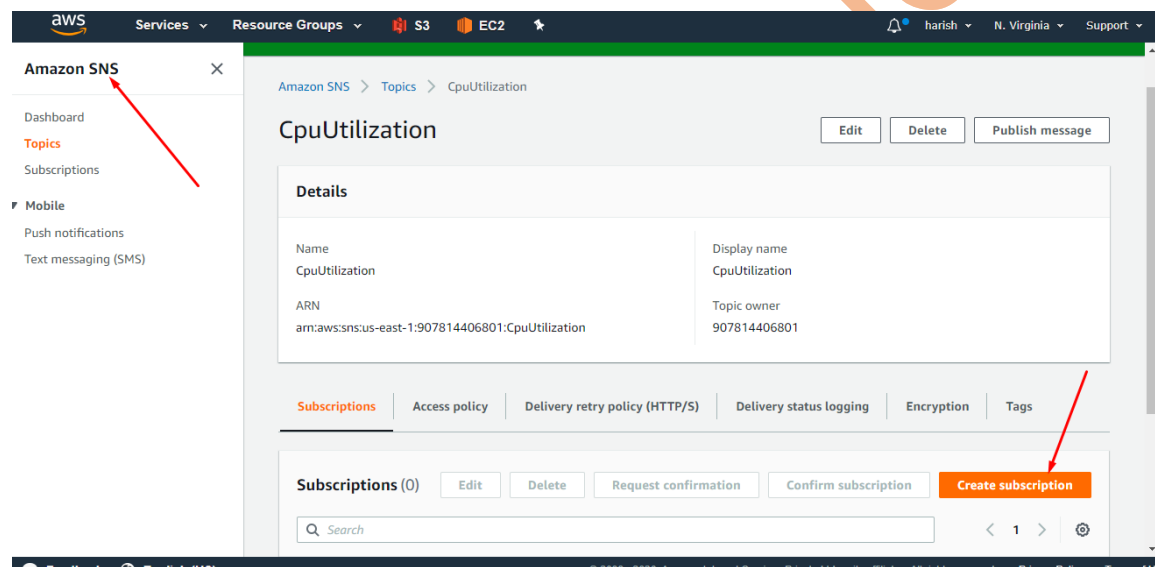 aws Services Resource Groups S3 EC2 harish N. Virginia Support
Amazon SNS
Dashboard
Topics
Subscriptions
Mobile
Push notifications
Text messaging (SMS)
Amazon SNS > Topics > CpuUtilization
CpuUtilization
Edit Delete Publish message
Details
Name
CpuUtilization
ARN
arn:aws:sns:us-east-1:907814406801:CpuUtilization
Display name
CpuUtilization
Topic owner
907814406801
Subscriptions Access policy Delivery retry policy (HTTP/S) Delivery status logging Encryption Tags
Subscriptions (0) Edit Delete Request confirmation Confirm subscription Create subscription
Search
< 1 >